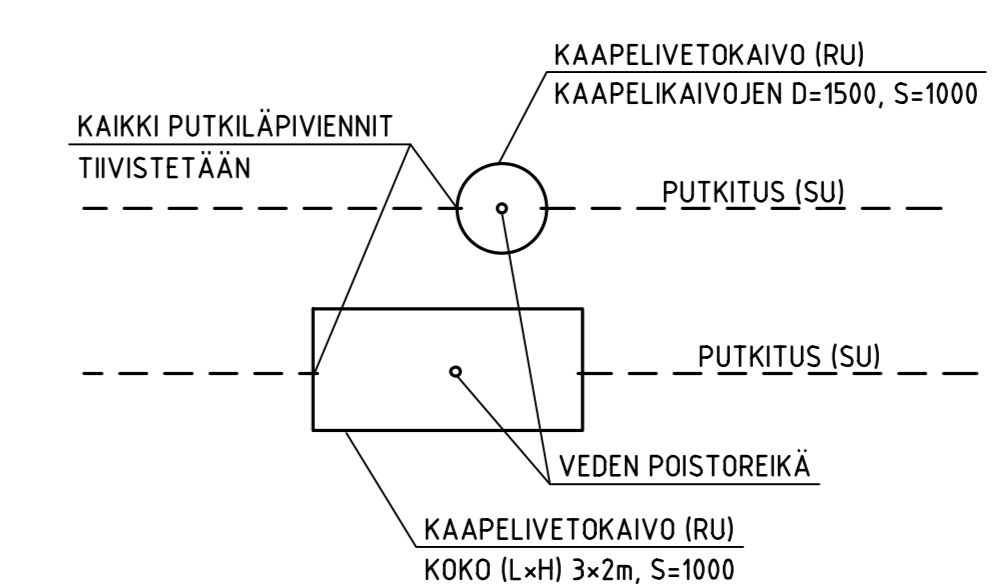 KAAPELIVETOKAIVO (RU)
KAAPELIKAIVOJEN D=1500, S=1000
KAIKKI PUTKILÄPIVIENNIT
TIIVISTETÄÄN
PUTKITUS (SU)
PUTKITUS (SU)
VEDEN POISTOREIKÄ
KAAPELIVETOKAIVO (RU)
KOKO (L×H) 3×2m, S=1000